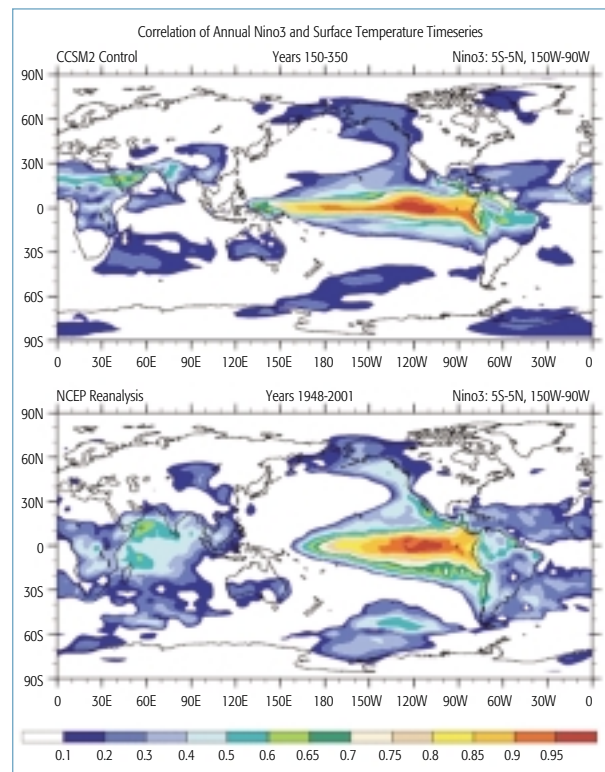 Correlation of Annual Nino3 and Surface Temperature Timeseries
CCSM2 Control Years 150-350 Nino3: 5S-5N, 150W-90W
90N
60N
30N
0
30S
60S
90S
0 30E 60E 90E 120E 150E 180 150W 120W 90W 60W 30W 0
NCEP Reanalysis Years 1948-2001 Nino3: 5S-5N, 150W-90W
90N
60N
30N
0
30S
60S
90S
0 30E 60E 90E 120E 150E 180 150W 120W 90W 60W 30W 0
0.1 0.2 0.3 0.4 0.5 0.6 0.65 0.7 0.75 0.8 0.85 0.9 0.95